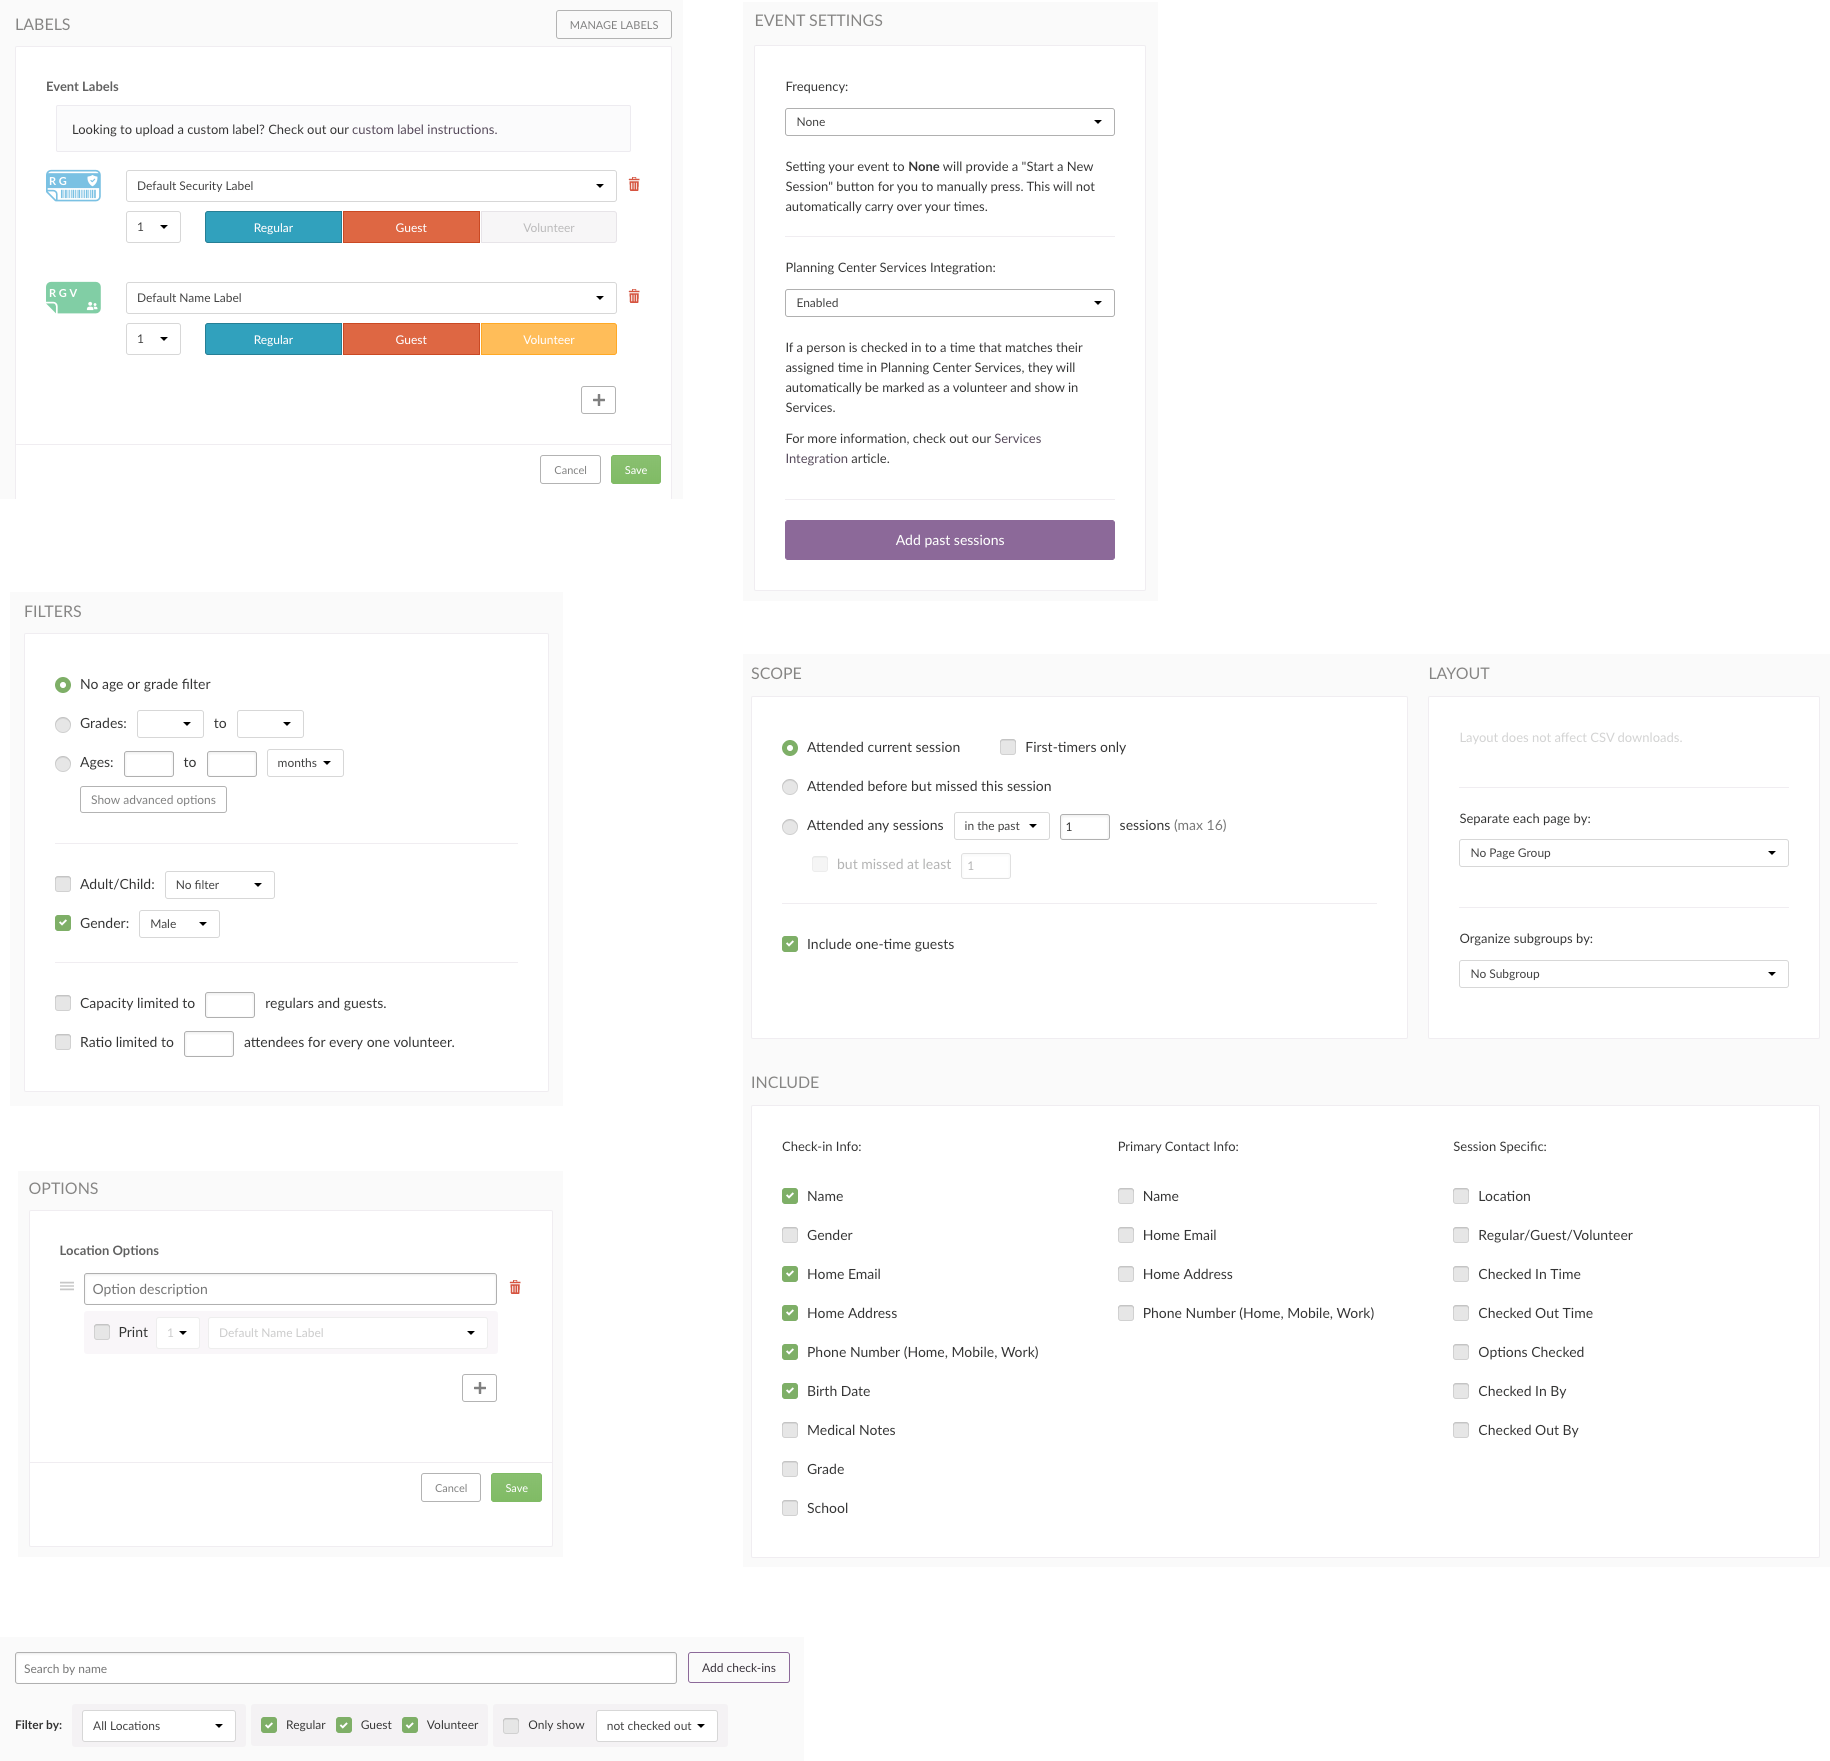 LABELS
MANAGE LABELS
Event Labels
Looking to upload a custom label? Check out our custom label instructions.
RG
Default Security Label
1
Regular
Guest
Volunteer
RGV
Default Name Label
1
Regular
Guest
Volunteer
Cancel
Save
EVENT SETTINGS
Frequency:
None
Setting your event to None will provide a "Start a New
Session" button for you to manually press. This will not
automatically carry over your times.
Planning Center Services Integration:
Enabled
If a person is checked in to a time that matches their
assigned time in Planning Center Services, they will
automatically be marked as a volunteer and show in
Services.
For more information, check out our Services
Integration article.
Add past sessions
FILTERS
No age or grade filter
Grades: to
Ages: to months
Show advanced options
Adult/Child: No filter
Gender: Male
Capacity limited to regulars and guests.
Ratio limited to attendees for every one volunteer.
SCOPE
Attended current session First-timers only
Attended before but missed this session
Attended any sessions in the past 1 sessions (max 16)
but missed at least 1
Include one-time guests
LAYOUT
Layout does not affect CSV downloads.
Separate each page by:
No Page Group
Organize subgroups by:
No Subgroup
INCLUDE
Check-in Info:
Name
Gender
Home Email
Home Address
Phone Number (Home, Mobile, Work)
Birth Date
Medical Notes
Grade
School
Primary Contact Info:
Name
Home Email
Home Address
Phone Number (Home, Mobile, Work)
Session Specific:
Location
Regular/Guest/Volunteer
Checked In Time
Checked Out Time
Options Checked
Checked In By
Checked Out By
OPTIONS
Location Options
Option description
Print 1 Default Name Label
Cancel
Save
Search by name
Add check-ins
Filter by: All Locations Regular Guest Volunteer Only show not checked out